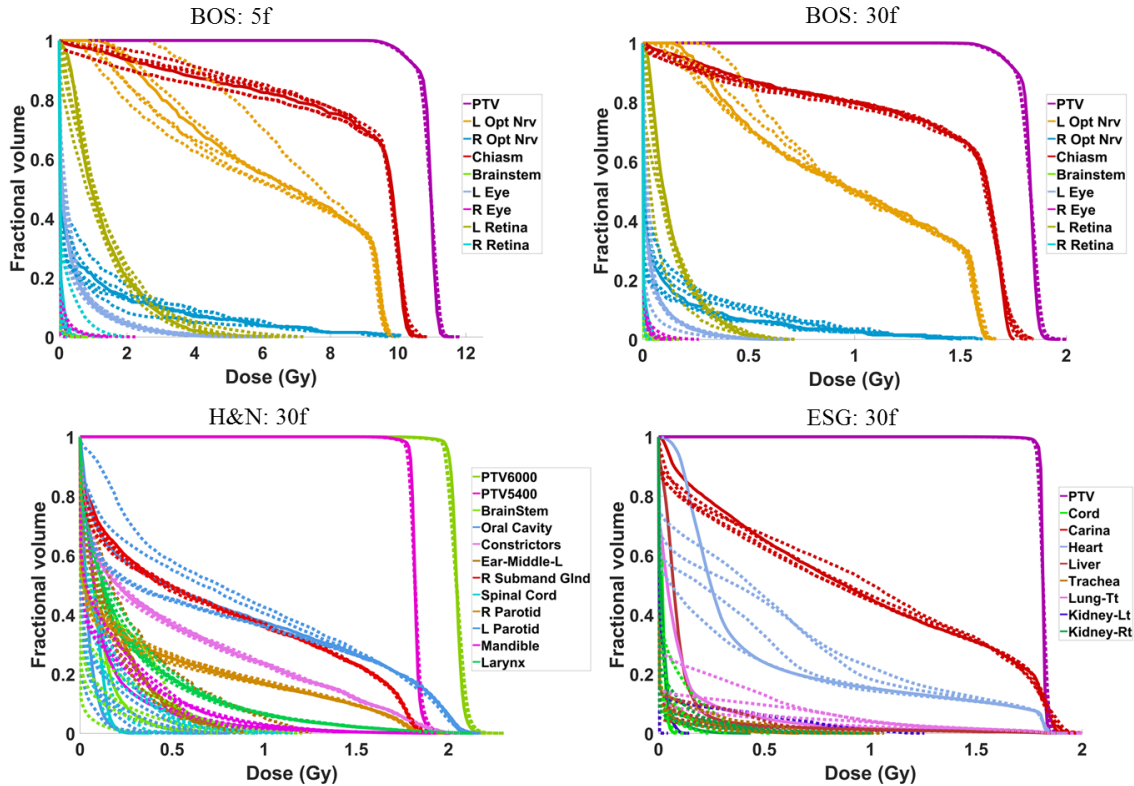 BOS: 5f
Fractional volume
1
0.8
0.6
0.4
0.2
0
0 2 4 6 8 10 12
Dose (Gy)
PTV
L Opt Nrv
R Opt Nrv
Chiasm
Brainstem
L Eye
R Eye
L Retina
R Retina
BOS: 30f
Fractional volume
1
0.8
0.6
0.4
0.2
0
0 0.5 1 1.5 2
Dose (Gy)
PTV
L Opt Nrv
R Opt Nrv
Chiasm
Brainstem
L Eye
R Eye
L Retina
R Retina
H&N: 30f
Fractional volume
1
0.8
0.6
0.4
0.2
0
0 0.5 1 1.5 2
Dose (Gy)
PTV6000
PTV5400
BrainStem
Oral Cavity
Constrictors
Ear-Middle-L
R Submand Glnd
Spinal Cord
R Parotid
L Parotid
Mandible
Larynx
ESG: 30f
Fractional volume
1
0.8
0.6
0.4
0.2
0
0 0.5 1 1.5 2
Dose (Gy)
PTV
Cord
Carina
Heart
Liver
Trachea
Lung-Tt
Kidney-Lt
Kidney-Rt